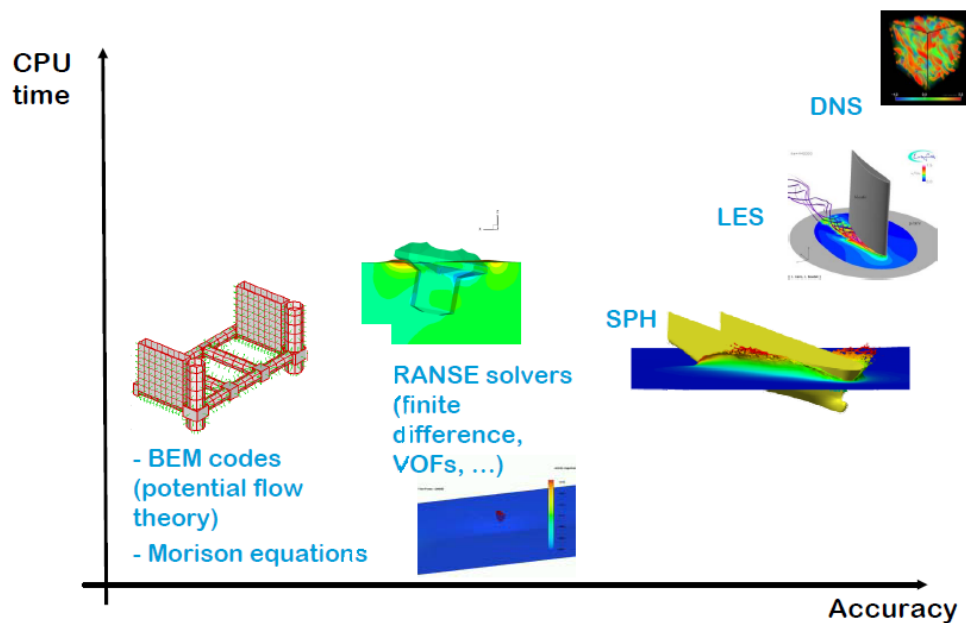 CPU
time
DNS
LES
SPH
RANSE solvers
(finite
difference,
VOFs, ...)
- BEM codes
(potential flow
theory)
- Morison equations
Accuracy